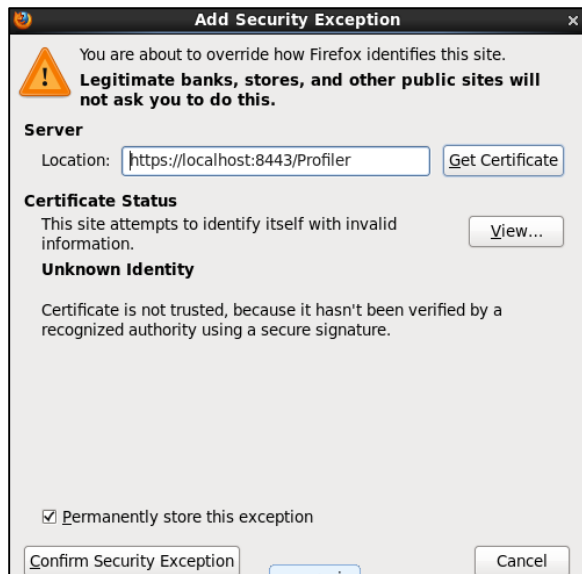 Add Security Exception
You are about to override how Firefox identifies this site.
Legitimate banks, stores, and other public sites will
not ask you to do this.
Server
Location: https://localhost:8443/Profiler Get Certificate
Certificate Status
This site attempts to identify itself with invalid
information.
View...
Unknown Identity
Certificate is not trusted, because it hasn't been verified by a
recognized authority using a secure signature.
Permanently store this exception
Confirm Security Exception Cancel